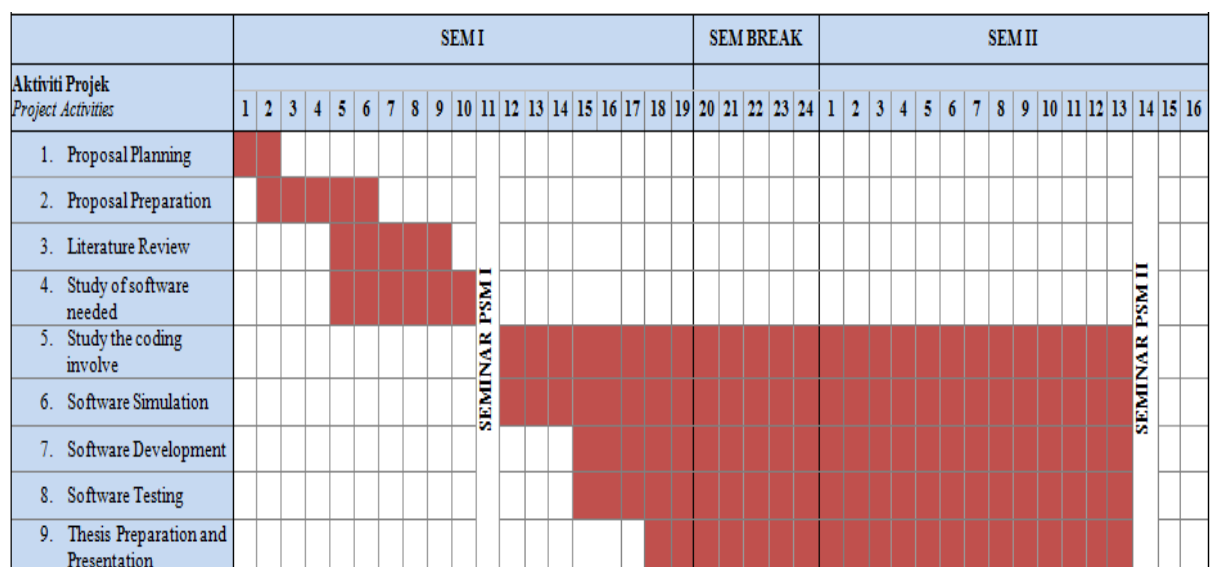 SEM I SEM BREAK SEM II
Aktiviti Projek
Project Activities
1 2 3 4 5 6 7 8 9 10 11 12 13 14 15 16 17 18 19 20 21 22 23 24 1 2 3 4 5 6 7 8 9 10 11 12 13 14 15 16
1. Proposal Planning
2. Proposal Preparation
3. Literature Review
4. Study of software
needed
5. Study the coding
involve
6. Software Simulation
7. Software Development
8. Software Testing
9. Thesis Preparation and
Presentation
SEMINAR PSM I
SEMINAR PSM II